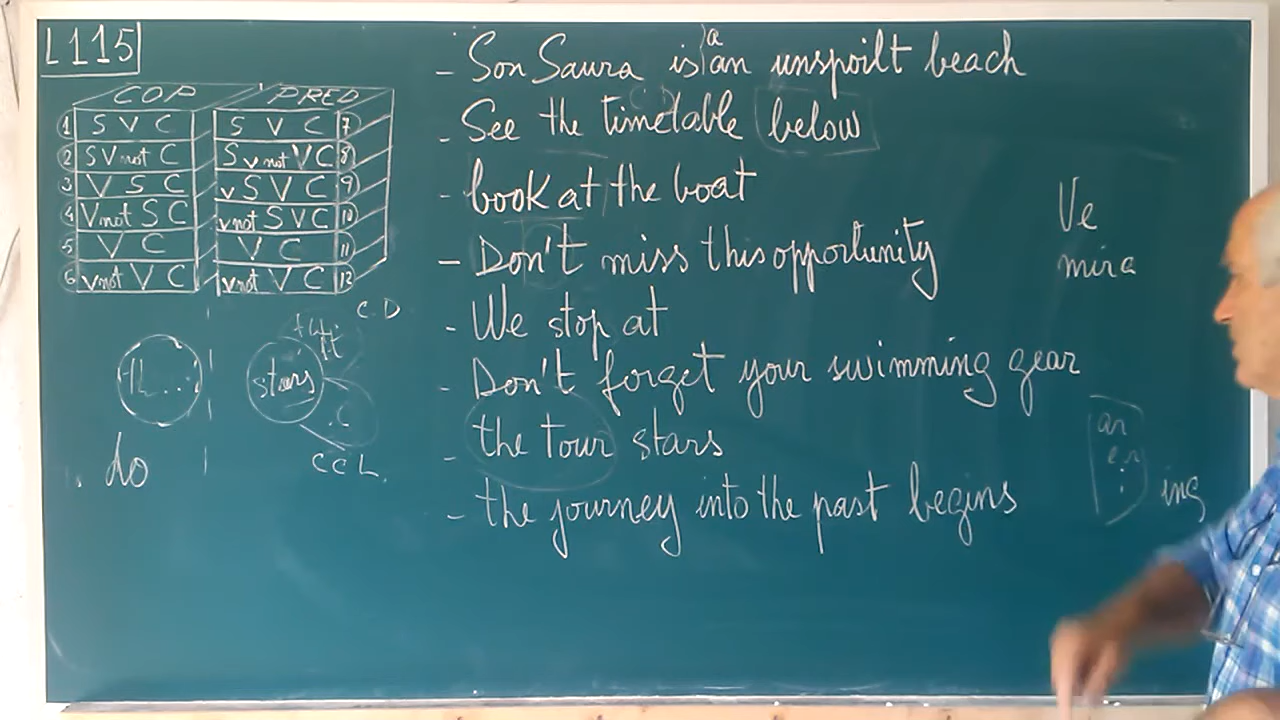 L115
COP PRED
1 S V C S V C 7
2 S V not C S v not V C 8
3 V S C v S V C 9
4 V not S C v not S V C 10
5 V C V C 11
6 v not V C v not V C 12
C.D
stars
. do
C C L.
a
- Son Saura is an unspoilt beach
- See the timetable below
- book at the boat
- Don't miss this opportunity
- We stop at
- Don't forget your swimming gear
- the tour stars
- the journey into the past begins
Ve
mira
ar
er
ing